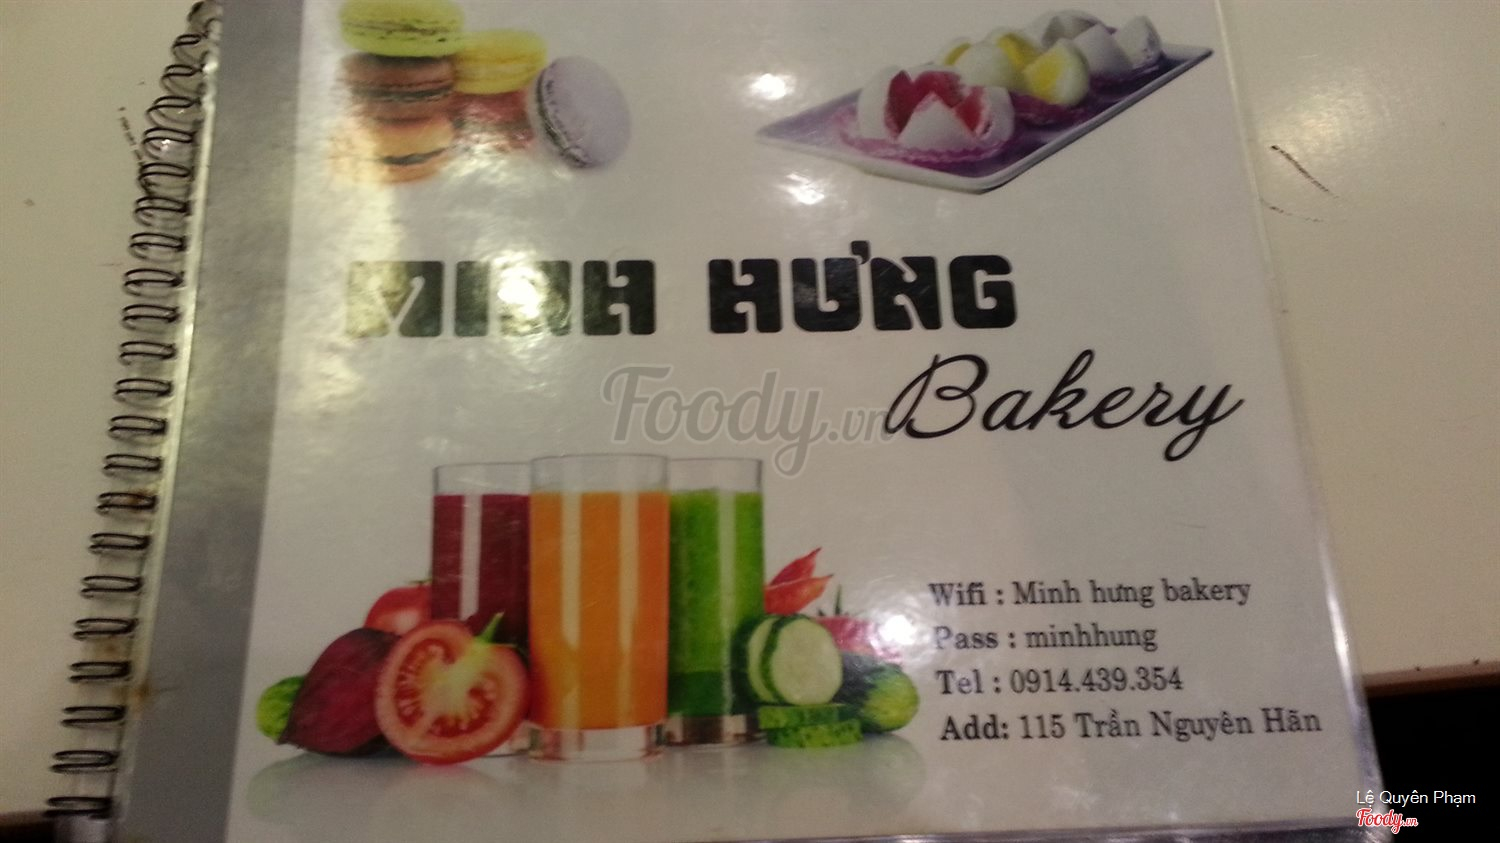 MINH HƯNG
Bakery
Foody.vn
Wifi : Minh hưng bakery
Pass : minhhung
Tel : 0914.439.354
Add: 115 Trần Nguyên Hãn
Lệ Quyên Phạm
Foody.vn